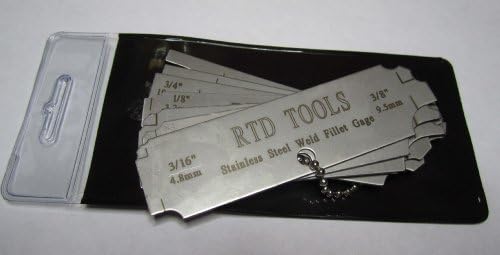 3/4"
1/8"
RTD TOOLS
3/8"
9.5mm
Stainless Steel Weld Fillet Gage
3/16"
4.8mm